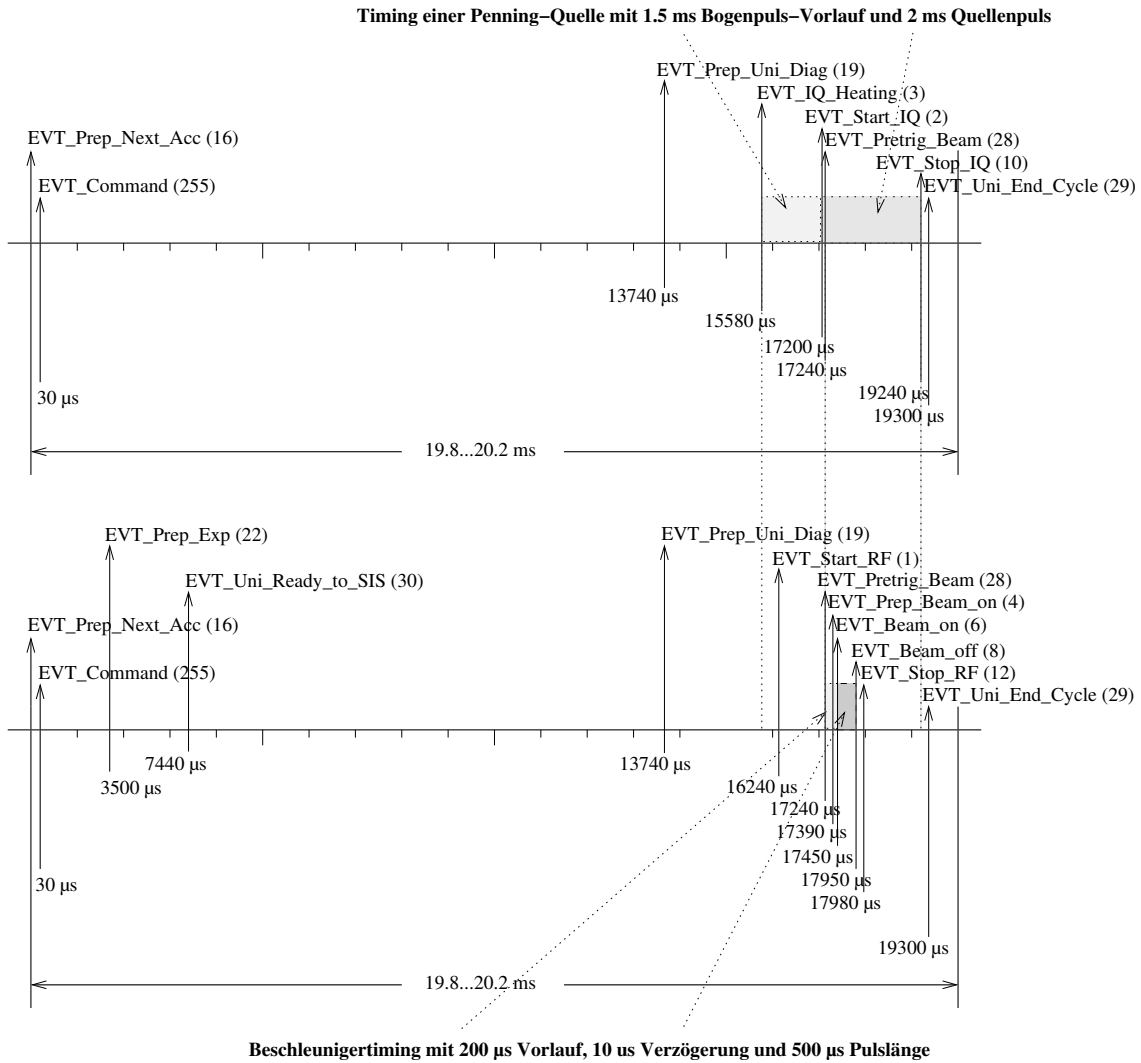 Timing einer Penning−Quelle mit 1.5 ms Bogenpuls−Vorlauf und 2 ms Quellenpuls
EVT_Prep_Uni_Diag (19)
EVT_IQ_Heating (3)
EVT_Start_IQ (2)
EVT_Prep_Next_Acc (16)
EVT_Pretrig_Beam (28)
EVT_Stop_IQ (10)
EVT_Command (255)
EVT_Uni_End_Cycle (29)
13740 µs
15580 µs
17200 µs
17240 µs
30 µs
19240 µs
19300 µs
19.8...20.2 ms
EVT_Prep_Exp (22)
EVT_Prep_Uni_Diag (19)
EVT_Start_RF (1)
EVT_Uni_Ready_to_SIS (30)
EVT_Pretrig_Beam (28)
EVT_Prep_Beam_on (4)
EVT_Prep_Next_Acc (16)
EVT_Beam_on (6)
EVT_Beam_off (8)
EVT_Command (255)
EVT_Stop_RF (12)
EVT_Uni_End_Cycle (29)
7440 µs
13740 µs
3500 µs
16240 µs
17240 µs
17390 µs
17450 µs
30 µs
17950 µs
17980 µs
19300 µs
19.8...20.2 ms
Beschleunigertiming mit 200 µs Vorlauf, 10 us Verzögerung und 500 µs Pulslänge